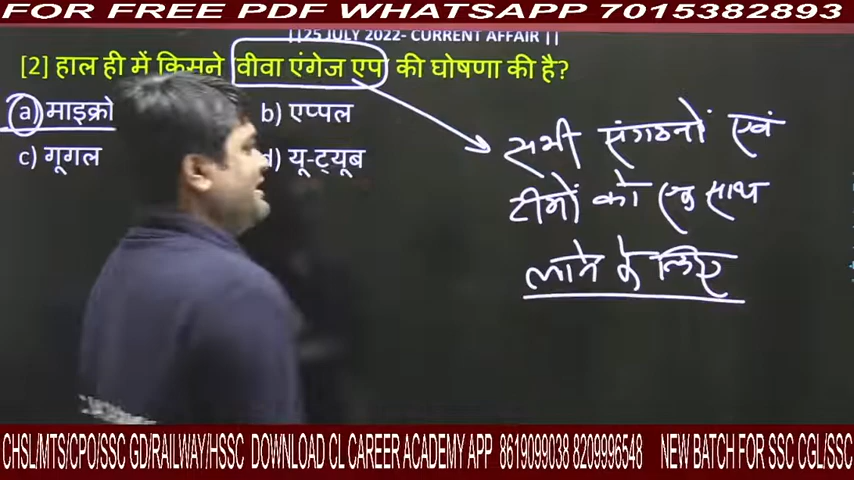 FOR FREE PDF WHATSAPP 7015382893
||25 JULY 2022- CURRENT AFFAIR ||
[2] हाल ही में किसने वीवा एंगेज एप की घोषणा की है?
a) माइक्रो
b) एप्पल
c) गूगल
) यू-ट्यूब
सभी संगठनों एवं
टीमों को एक साथ
लाने के लिए
CHSL/MTS/CPO/SSC GD/RAILWAY/HSSC DOWNLOAD CL CAREER ACADEMY APP 8619099038 8209996548 NEW BATCH FOR SSC CGL/SSC